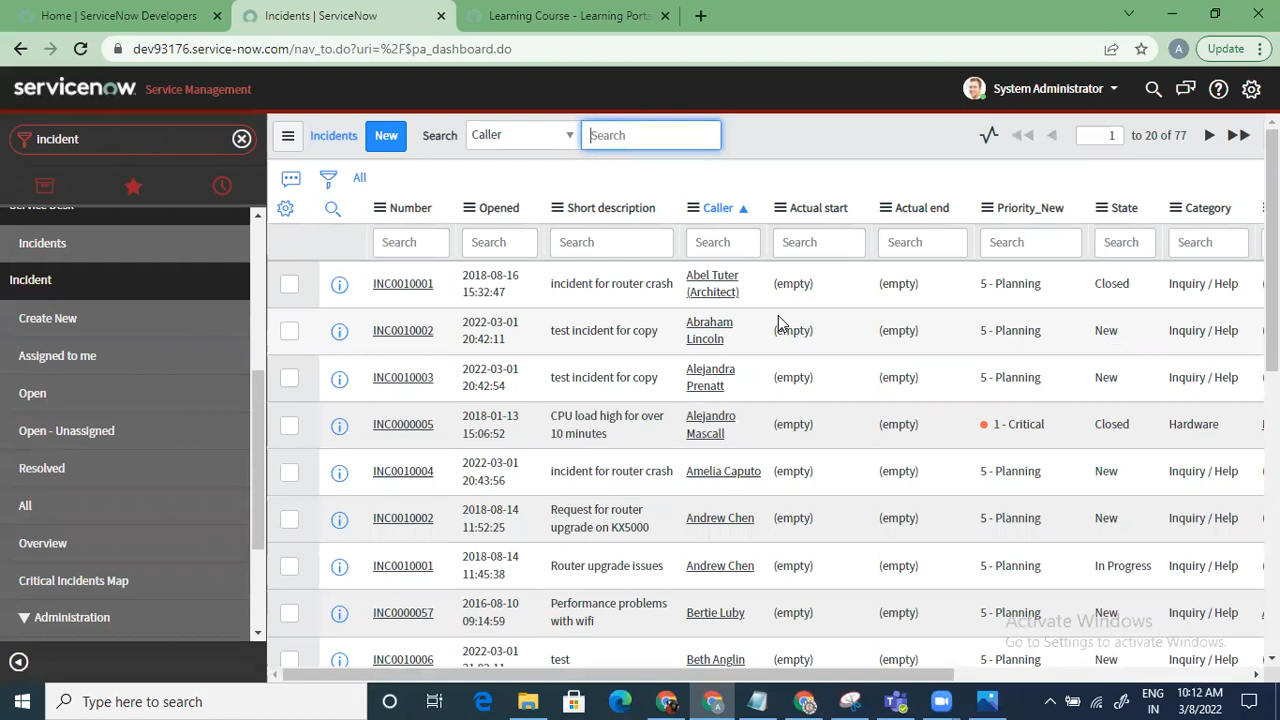 Home | ServiceNow Developers
Incidents | ServiceNow
Learning Course - Learning Porta
dev93176.service-now.com/nav_to.do?uri=%2F$pa_dashboard.do
A
Update
servicenow Service Management
System Administrator
incident
Incidents New Search Caller Search
1 to 20 of 77
All
Service Desk
Incidents
Incident
Create New
Assigned to me
Open
Open - Unassigned
Resolved
All
Overview
Critical Incidents Map
Administration
Number Opened Short description Caller Actual start Actual end Priority_New State Category
Search Search Search Search Search Search Search Search Search
INC0010001 2018-08-16 15:32:47 incident for router crash Abel Tuter (Architect) (empty) (empty) 5 - Planning Closed Inquiry / Help
INC0010002 2022-03-01 20:42:11 test incident for copy Abraham Lincoln (empty) (empty) 5 - Planning New Inquiry / Help
INC0010003 2022-03-01 20:42:54 test incident for copy Alejandra Prenatt (empty) (empty) 5 - Planning New Inquiry / Help
INC0000005 2018-01-13 15:06:52 CPU load high for over 10 minutes Alejandro Mascall (empty) (empty) 1 - Critical Closed Hardware
INC0010004 2022-03-01 20:43:56 incident for router crash Amelia Caputo (empty) (empty) 5 - Planning New Inquiry / Help
INC0010002 2018-08-14 11:52:25 Request for router upgrade on KX5000 Andrew Chen (empty) (empty) 5 - Planning New Inquiry / Help
INC0010001 2018-08-14 11:45:38 Router upgrade issues Andrew Chen (empty) (empty) 5 - Planning In Progress Inquiry / Help
INC0000057 2016-08-10 09:14:59 Performance problems with wifi Bertie Luby (empty) (empty) 5 - Planning New Inquiry / Help
INC0010006 2022-03-01 test Beth Anglin (empty) (empty) 5 - Planning New Inquiry / Help
Activate Windows
Go to Settings to activate Windows.
Type here to search
ENG
IN
10:12 AM
3/8/2022